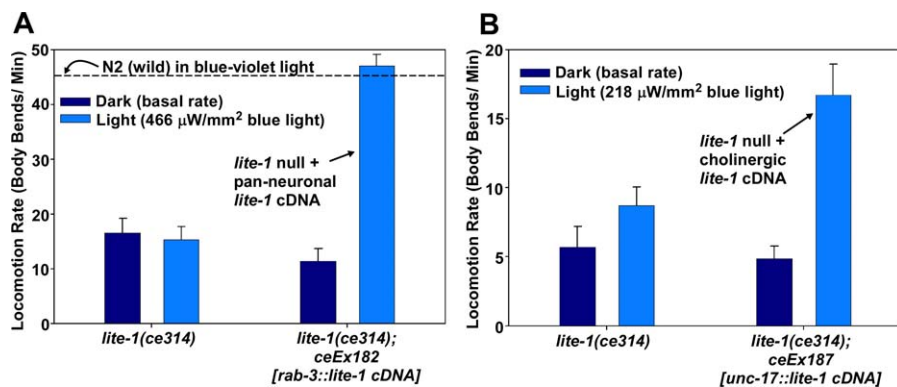 A
Locomotion Rate (Body Bends/ Min)
50
40
30
20
10
0
N2 (wild) in blue-violet light
Dark (basal rate)
Light (466 μW/mm2 blue light)
lite-1 null +
pan-neuronal
lite-1 cDNA
lite-1(ce314)
lite-1(ce314);
ceEx182
[rab-3::lite-1 cDNA]
B
Locomotion Rate (Body Bends/ Min)
20
15
10
5
0
Dark (basal rate)
Light (218 μW/mm2 blue light)
lite-1 null +
cholinergic
lite-1 cDNA
lite-1(ce314)
lite-1(ce314);
ceEx187
[unc-17::lite-1 cDNA]